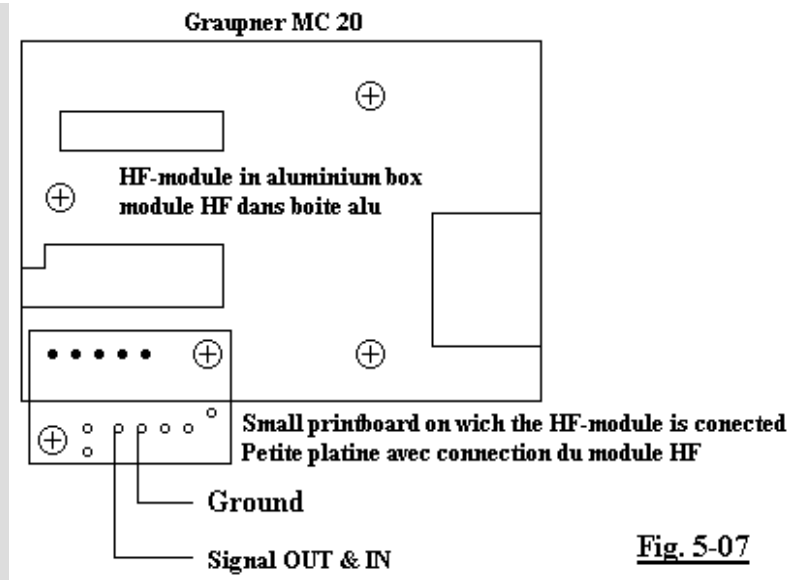 Graupner MC 20
HF-module in aluminium box
module HF dans boite alu
Small printboard on wich the HF-module is conected
Petite platine avec connection du module HF
Ground
Signal OUT & IN
Fig. 5-07